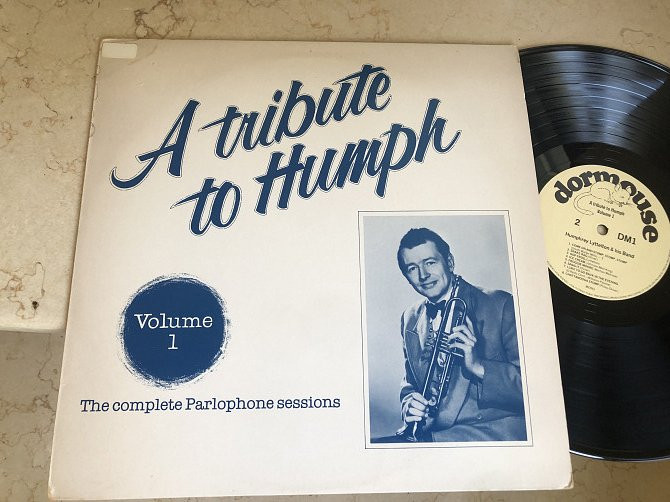 A tribute
to Humph
Volume
1
The complete Parlophone sessions
dormouse
A tribute to Humph
Volume 1
2
DM1
Humphrey Lyttelton & his Band